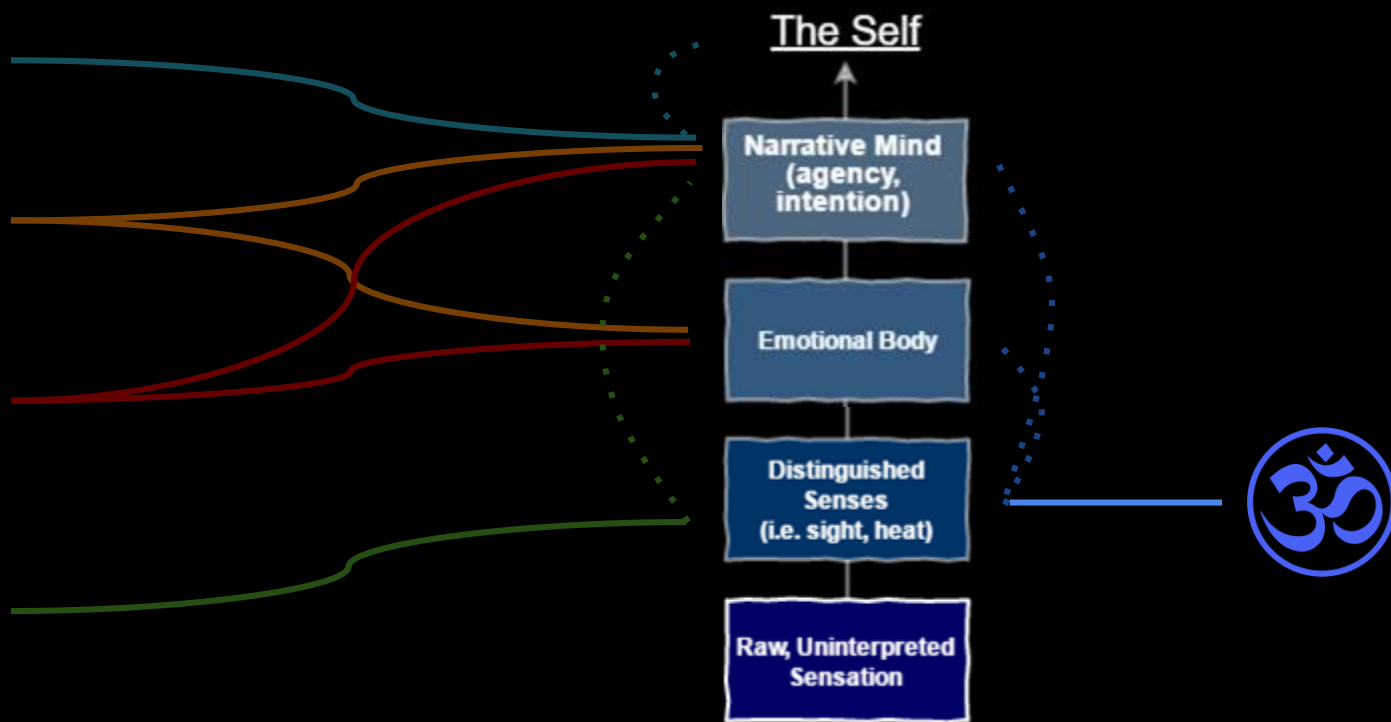 The Self
Narrative Mind
(agency,
intention)
Emotional Body
Distinguished
Senses
(i.e. sight, heat)
Raw, Uninterpreted
Sensation
ॐ